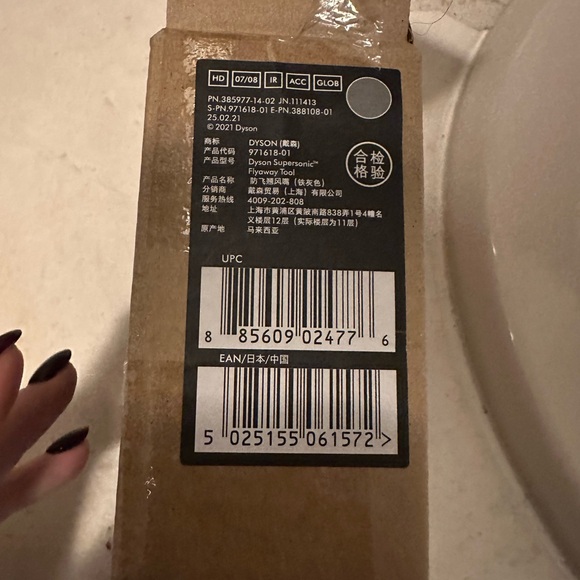 HD 07/08 IR ACC GLOB
PN.385977-14-02 JN.111413
S-PN.971618-01 E-PN.388108-01
25.02.21
© 2021 Dyson
商标 DYSON (戴森)
产品代码 971618-01
产品型号 Dyson Supersonic™
Flyaway Tool
合格 检验
产品名称 防飞翘风嘴 (铁灰色)
分销商 戴森贸易 (上海) 有限公司
服务热线 4009-202-808
地址 上海市黄浦区黄陂南路838弄1号4幢名
义楼层12层 (实际楼层为11层)
原产地 马来西亚
UPC
8 85609 02477 6
EAN/日本/中国
5 025155 061572 >